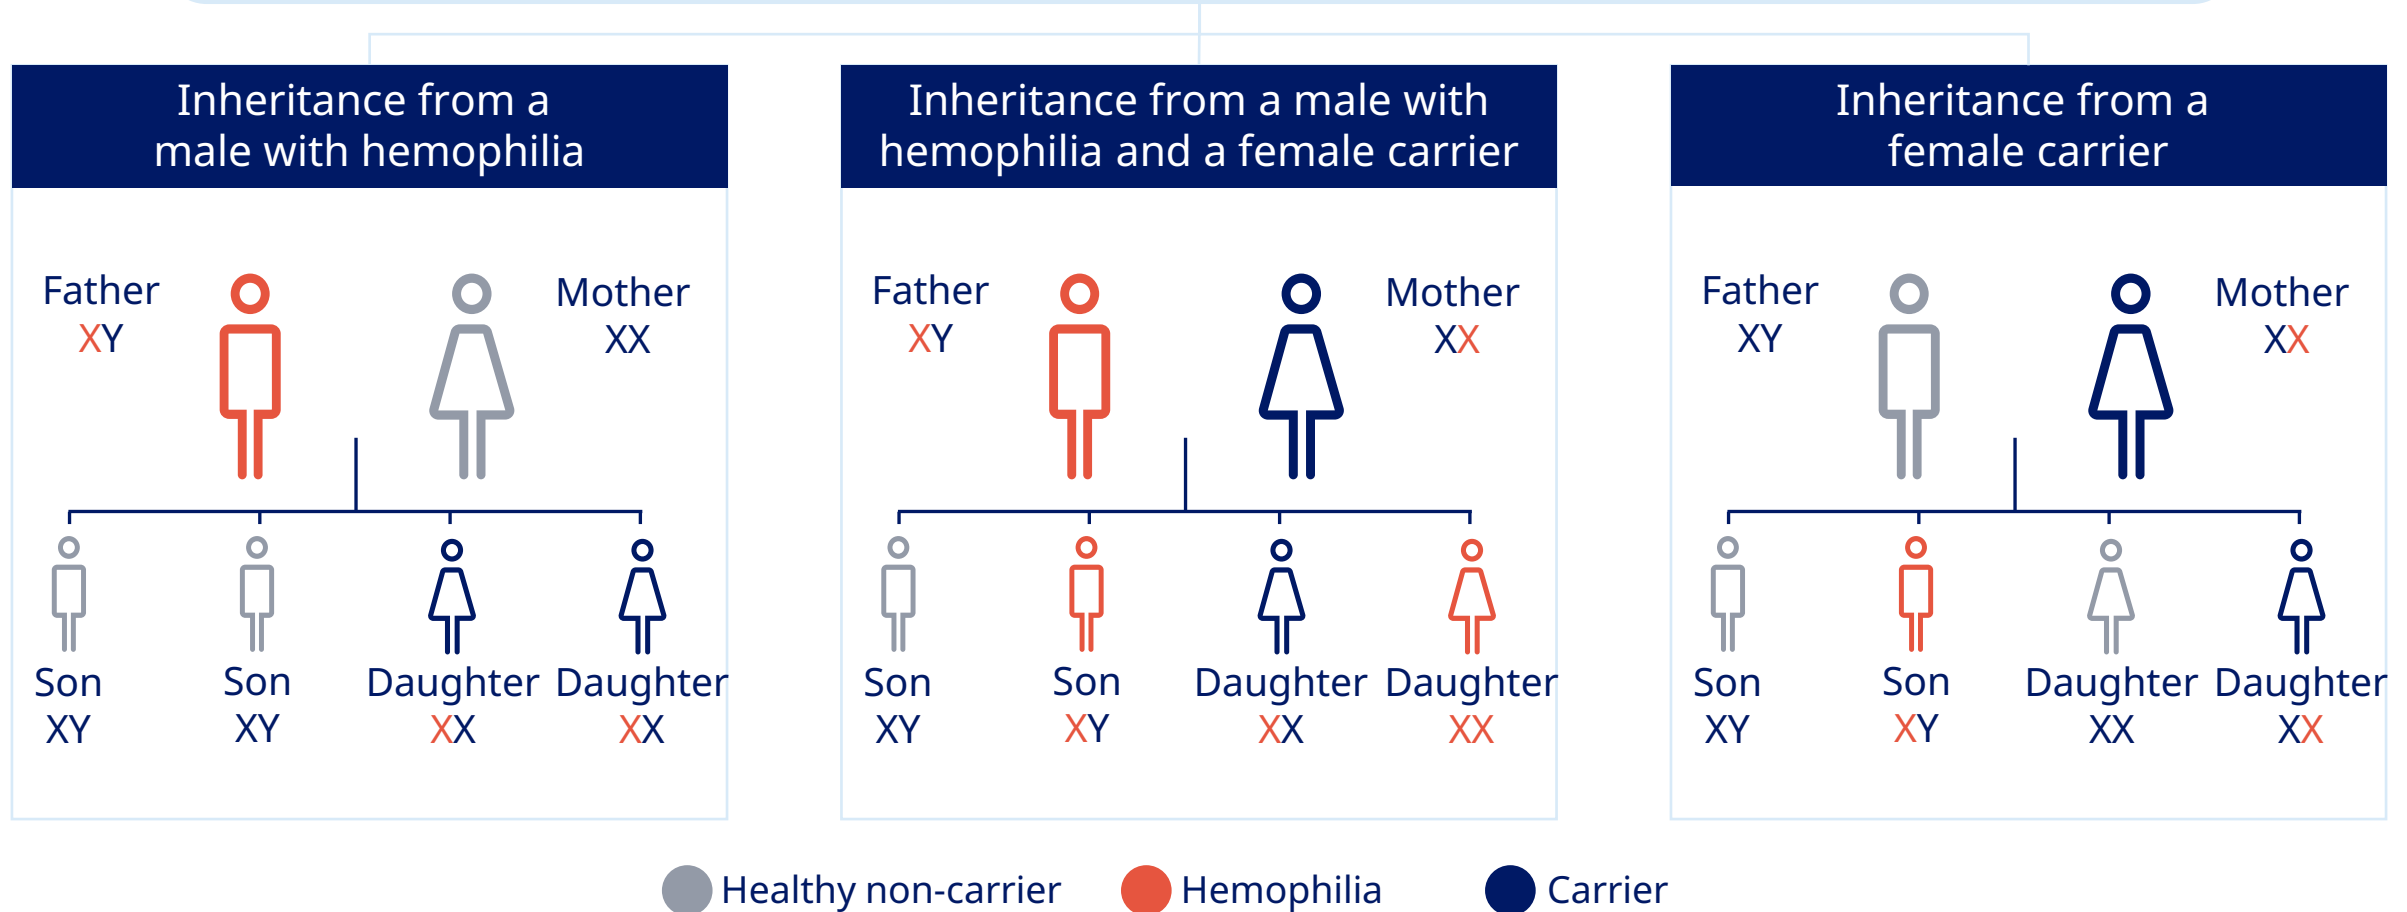 Inheritance from a
male with hemophilia
Father
XY
Mother
XX
Son
XY
Son
XY
Daughter
XX
Daughter
XX
Inheritance from a male with
hemophilia and a female carrier
Father
XY
Mother
XX
Son
XY
Son
XY
Daughter
XX
Daughter
XX
Inheritance from a
female carrier
Father
XY
Mother
XX
Son
XY
Son
XY
Daughter
XX
Daughter
XX
Healthy non-carrier
Hemophilia
Carrier